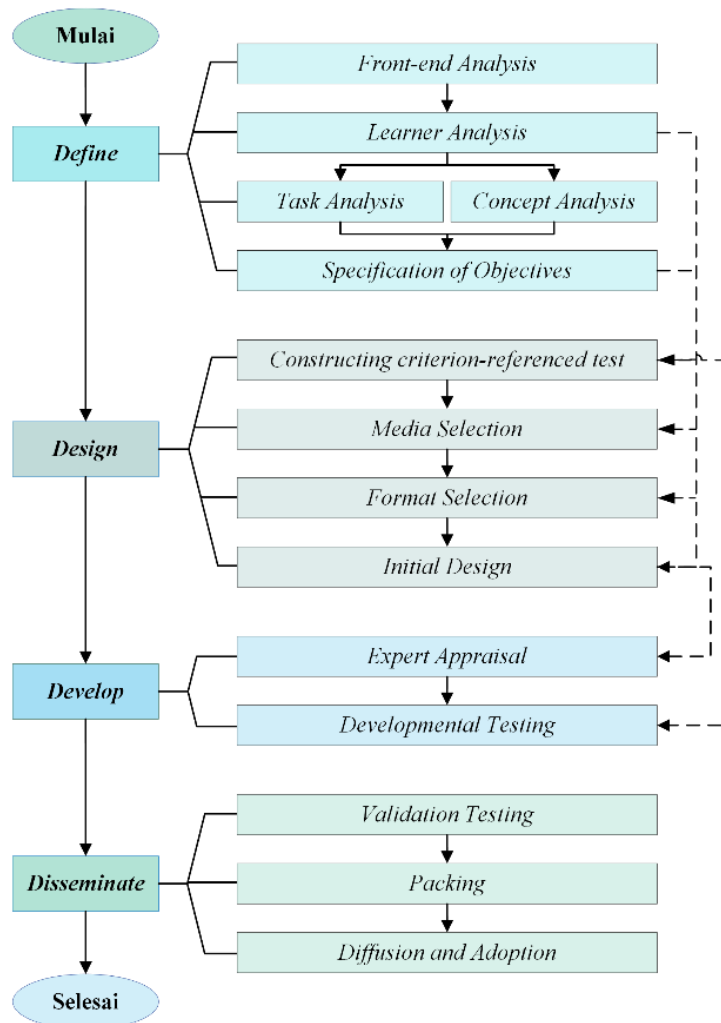 Mulai
Front-end Analysis
Define
Learner Analysis
Task Analysis
Concept Analysis
Specification of Objectives
Constructing criterion-referenced test
Design
Media Selection
Format Selection
Initial Design
Develop
Expert Appraisal
Developmental Testing
Disseminate
Validation Testing
Packing
Diffusion and Adoption
Selesai